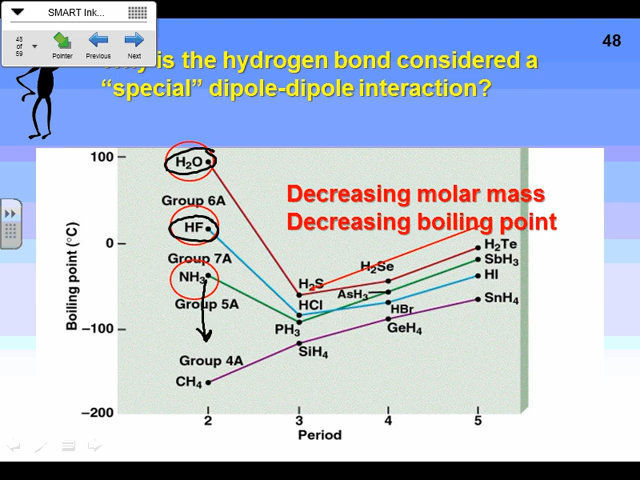 SMART Ink...
48
of
59
Pointer
Previous
Next
48
is the hydrogen bond considered a
“special” dipole-dipole interaction?
Decreasing molar mass
Decreasing boiling point
Boiling point (°C)
100
0
−100
−200
H₂O
Group 6A
HF
Group 7A
NH₃
Group 5A
Group 4A
CH₄
H₂S
HCl
PH₃
SiH₄
H₂Se
AsH₃
HBr
GeH₄
H₂Te
SbH₃
HI
SnH₄
2
3
4
5
Period